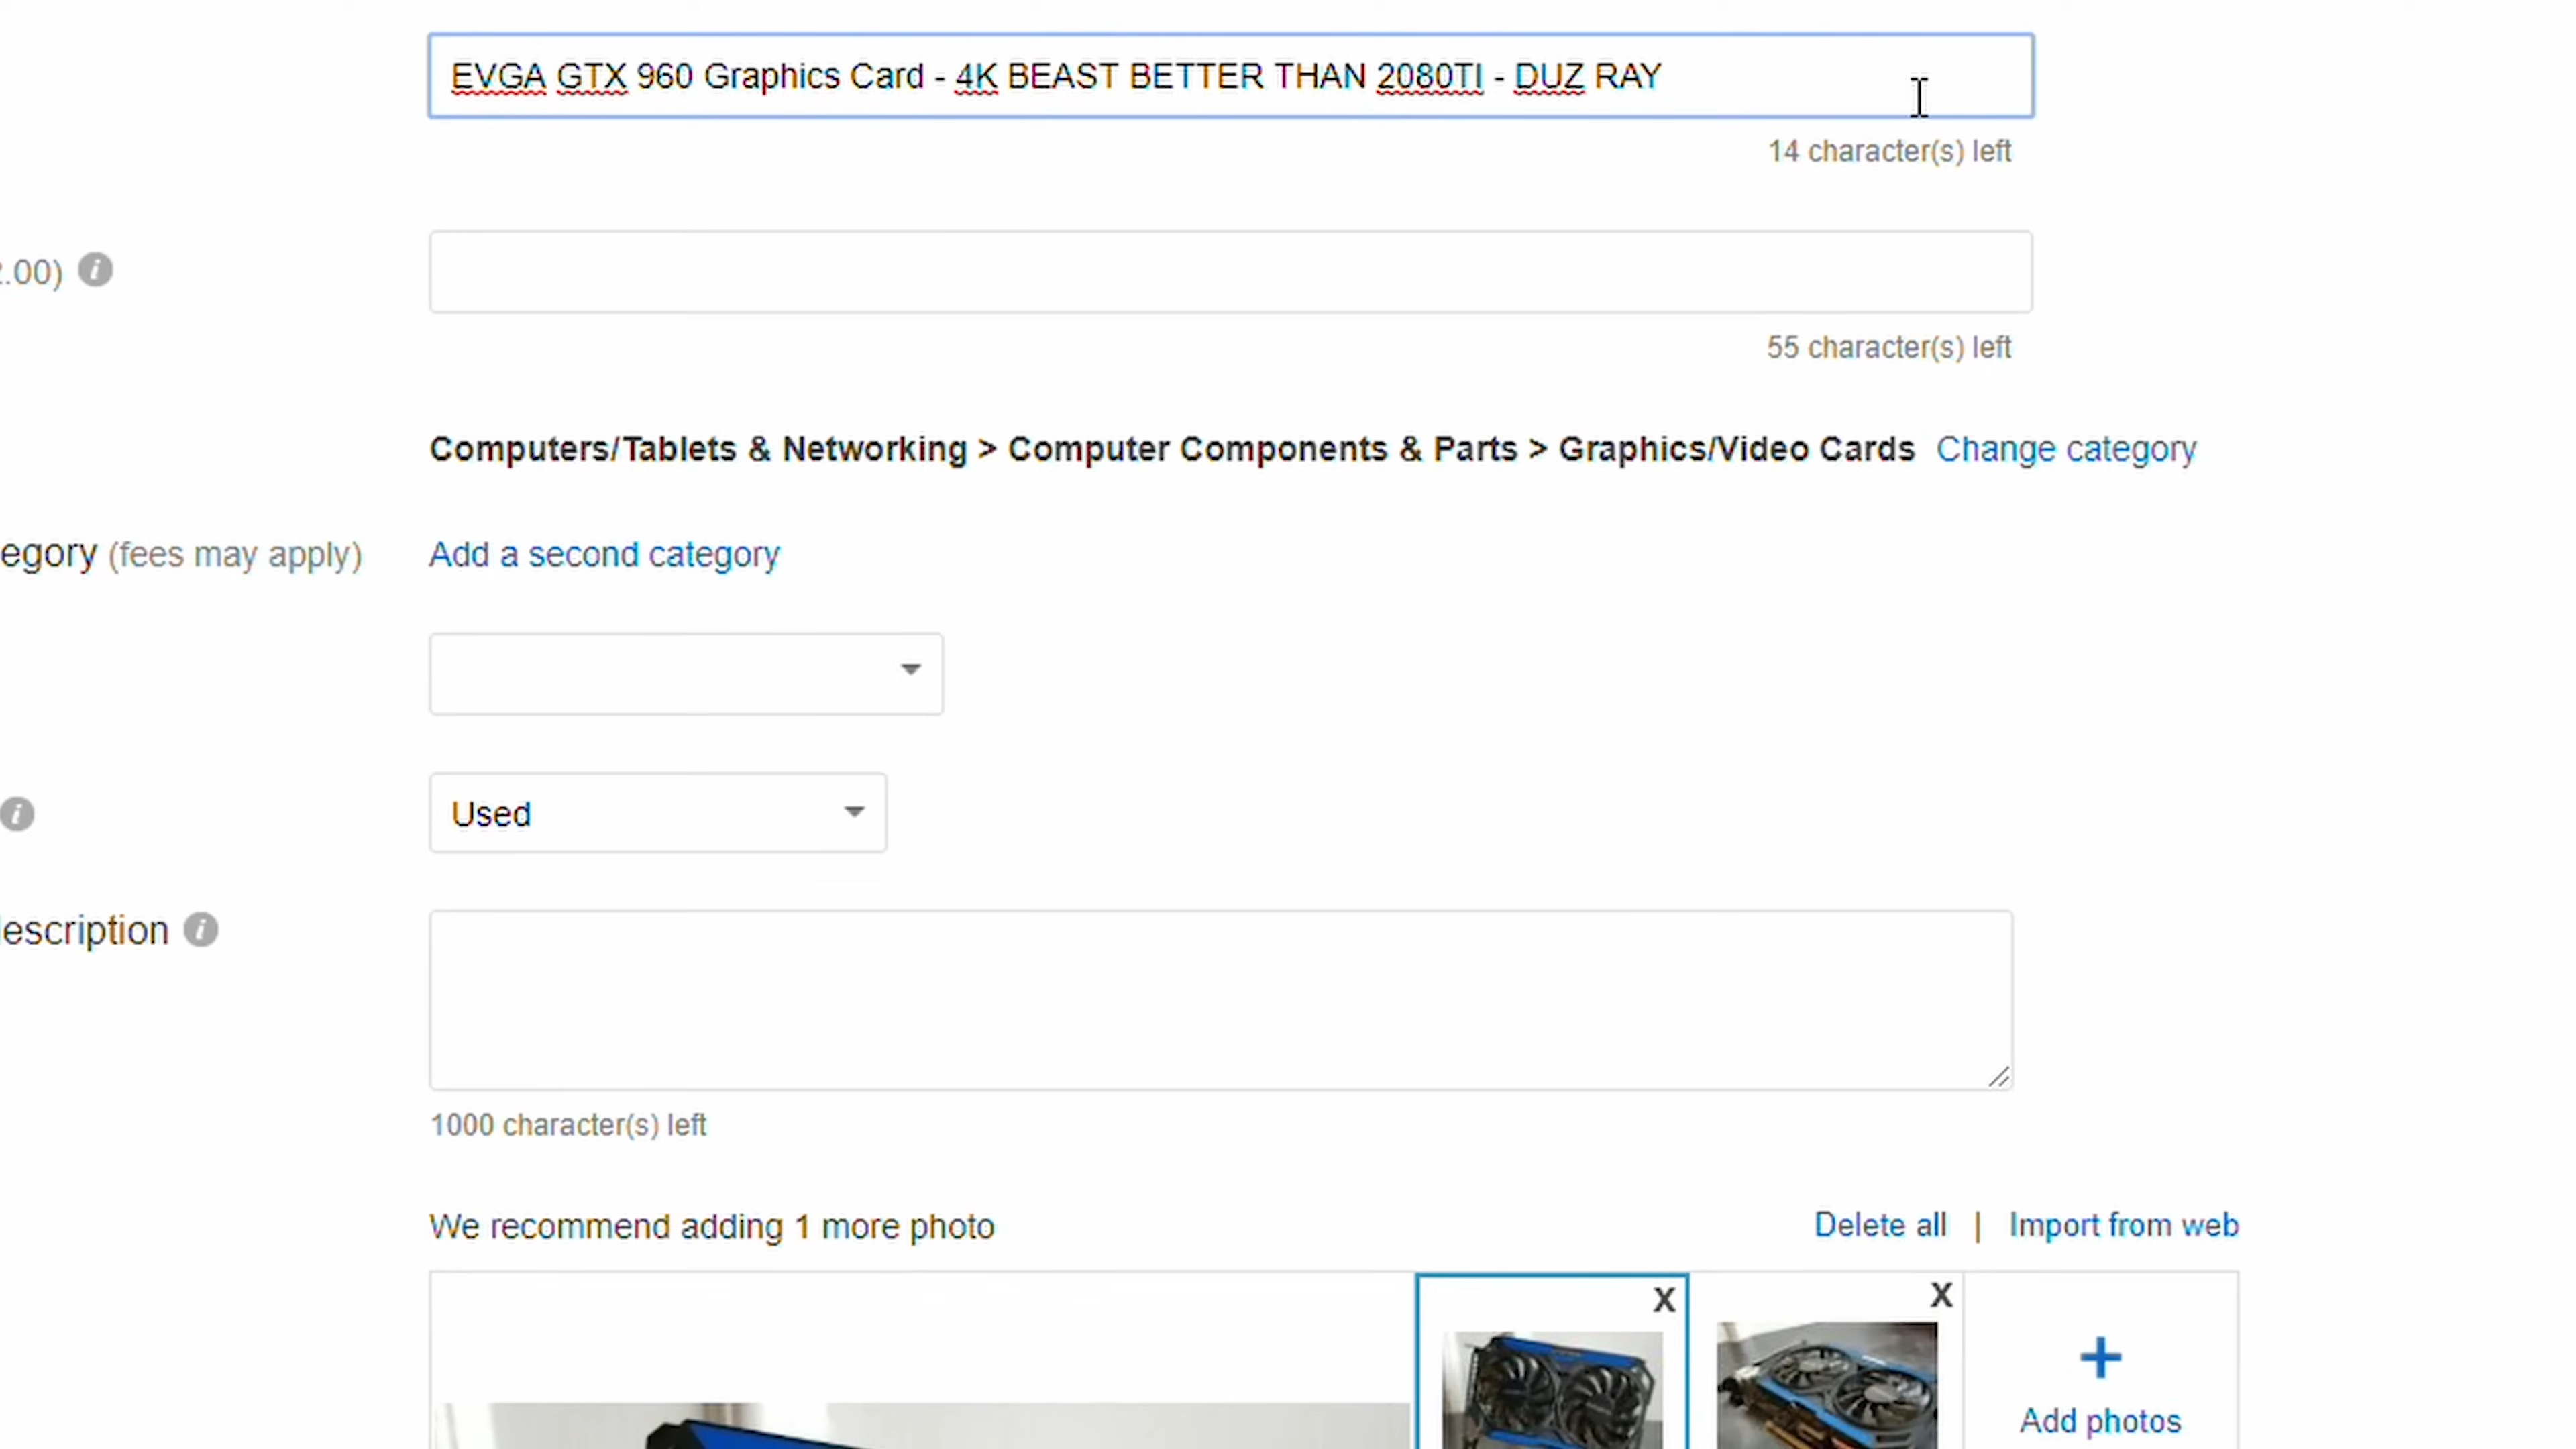 EVGA GTX 960 Graphics Card - 4K BEAST BETTER THAN 2080TI - DUZ RAY
14 character(s) left
.00)
55 character(s) left
Computers/Tablets & Networking > Computer Components & Parts > Graphics/Video Cards Change category
egory (fees may apply) Add a second category
Used
escription
1000 character(s) left
We recommend adding 1 more photo Delete all | Import from web
X X
+
Add photos